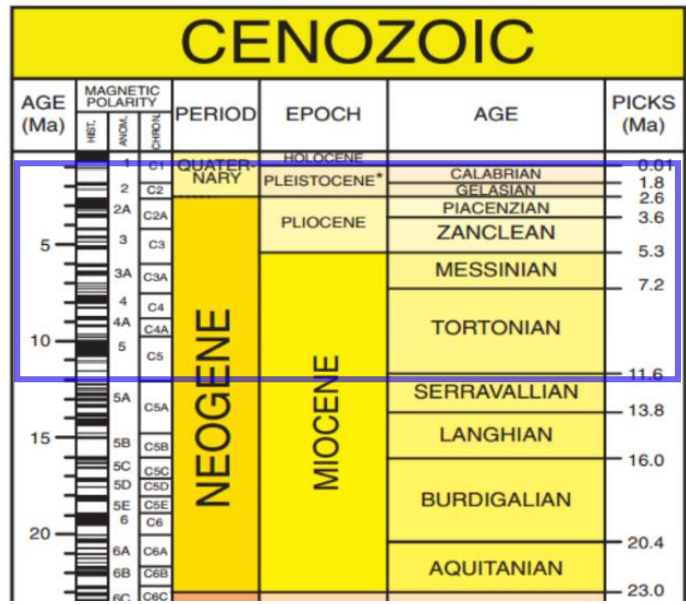 CENOZOIC
AGE
(Ma)
MAGNETIC
POLARITY
HIST.
ANOM.
CHRON.
PERIOD
EPOCH
AGE
PICKS
(Ma)
5
10
15
20
1
2
2A
3
3A
4
4A
5
5A
5B
5C
5D
5E
6
6A
6B
6C
C1
C2
C2A
C3
C3A
C4
C4A
C5
C5A
C5B
C5C
C5D
C5E
C6
C6A
C6B
C6C
QUATER-
NARY
NEOGENE
HOLOCENE
PLEISTOCENE*
PLIOCENE
MIOCENE
CALABRIAN
GELASIAN
PIACENZIAN
ZANCLEAN
MESSINIAN
TORTONIAN
SERRAVALLIAN
LANGHIAN
BURDIGALIAN
AQUITANIAN
0.01
1.8
2.6
3.6
5.3
7.2
11.6
13.8
16.0
20.4
23.0